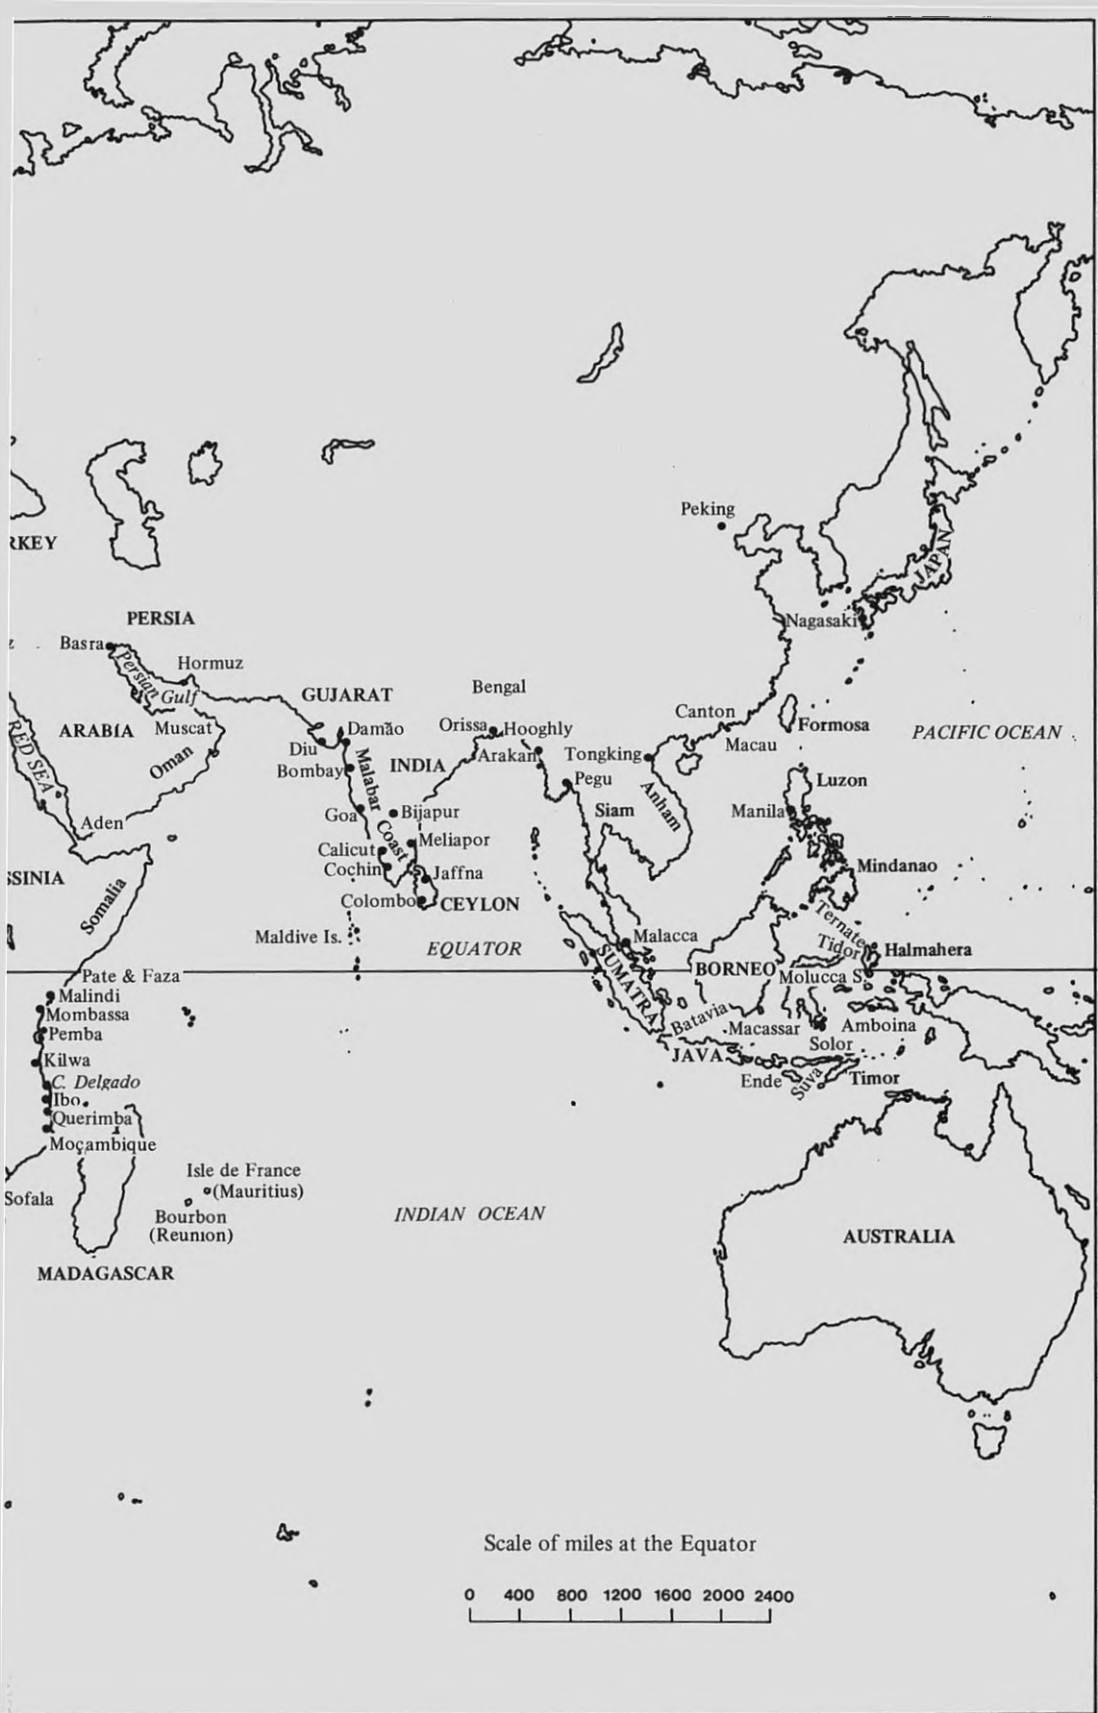 Peking
RKEY
JAPAN
PERSIA
Nagasaki
Basra
Persian Gulf
Hormuz
Bengal
GUJARAT
Canton
Formosa
ARABIA
Muscat
Damão
Orissa
Hooghly
PACIFIC OCEAN
RED SEA
Oman
Diu
Macau
Arakan
Tongking
Bombay
Malabar Coast
INDIA
Pegu
Luzon
Siam
Anham
Manila
Goa
Bijapur
Aden
Meliapor
Calicut
Cochin
Jaffna
Mindanao
SSINIA
Somalia
Colombo
CEYLON
Ternate
Maldive Is.
EQUATOR
Malacca
Tidor
Halmahera
SUMATRA
BORNEO
Molucca S.
Pate & Faza
Malindi
Mombassa
Pemba
Batavia
Macassar
Amboina
Solor
Kilwa
JAVA
C. Delgado
Ende
Suva
Timor
Ibo
Querimba
Moçambique
Isle de France
(Mauritius)
Sofala
Bourbon
(Reunıon)
INDIAN OCEAN
AUSTRALIA
MADAGASCAR
Scale of miles at the Equator
0 400 800 1200 1600 2000 2400